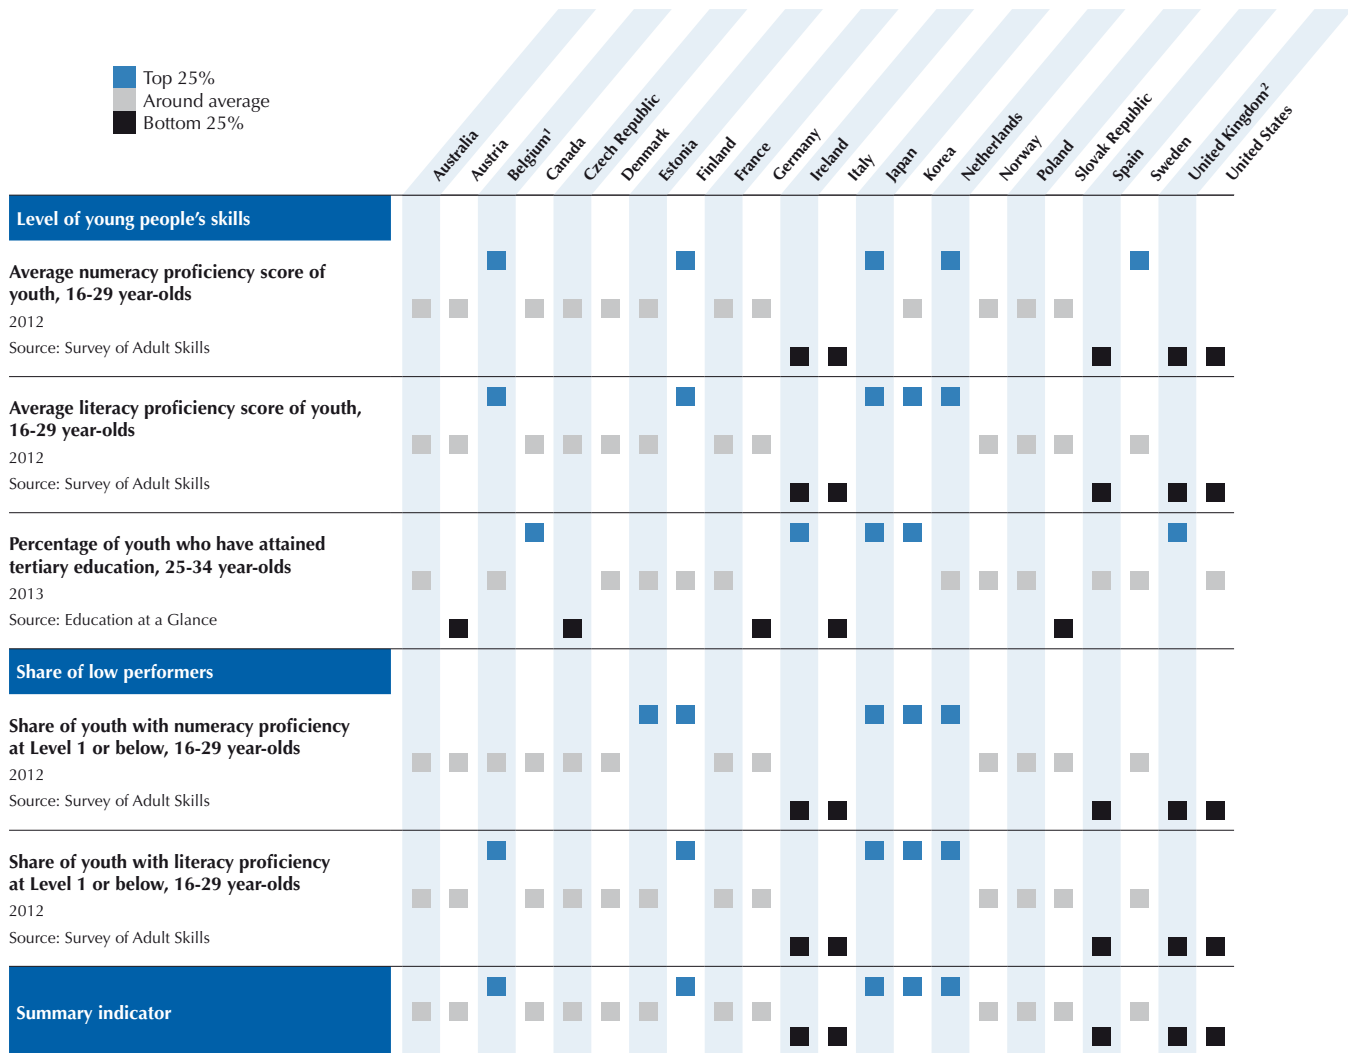 Top 25%
Around average
Bottom 25%
Australia
Austria
Belgium¹
Canada
Czech Republic
Denmark
Estonia
Finland
France
Germany
Ireland
Italy
Japan
Korea
Netherlands
Norway
Poland
Slovak Republic
Spain
Sweden
United Kingdom²
United States
Level of young people’s skills
Average numeracy proficiency score of
youth, 16-29 year-olds
2012
Source: Survey of Adult Skills
Average literacy proficiency score of youth,
16-29 year-olds
2012
Source: Survey of Adult Skills
Percentage of youth who have attained
tertiary education, 25-34 year-olds
2013
Source: Education at a Glance
Share of low performers
Share of youth with numeracy proficiency
at Level 1 or below, 16-29 year-olds
2012
Source: Survey of Adult Skills
Share of youth with literacy proficiency
at Level 1 or below, 16-29 year-olds
2012
Source: Survey of Adult Skills
Summary indicator